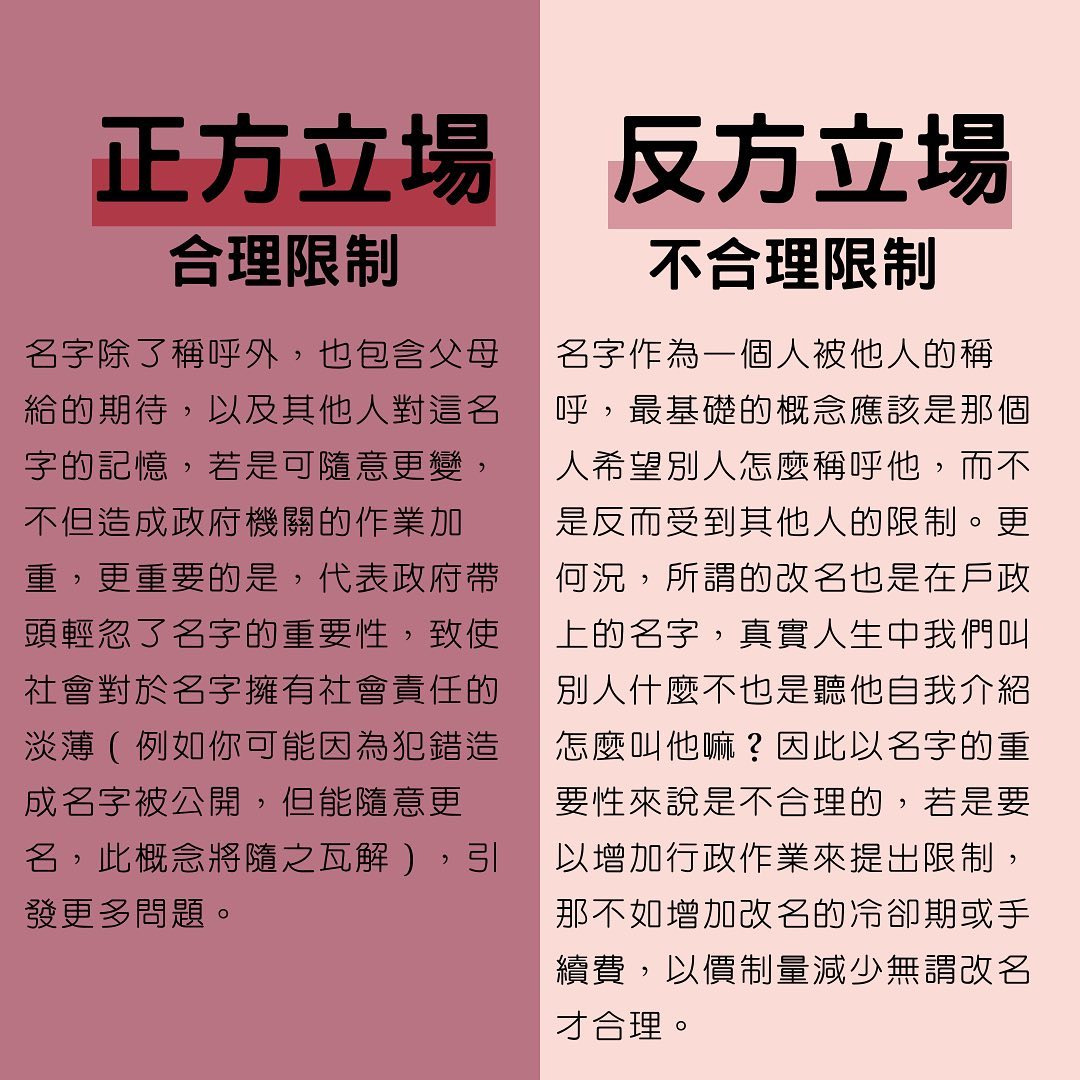 正方立場
合理限制
名字除了稱呼外，也包含父母
給的期待，以及其他人對這名
字的記憶，若是可隨意更變，
不但造成政府機關的作業加
重，更重要的是，代表政府帶
頭輕忽了名字的重要性，致使
社會對於名字擁有社會責任的
淡薄（例如你可能因為犯錯造
成名字被公開，但能隨意更
名，此概念將隨之瓦解），引
發更多問題。
反方立場
不合理限制
名字作為一個人被他人的稱
呼，最基礎的概念應該是那個
人希望別人怎麼稱呼他，而不
是反而受到其他人的限制。更
何況，所謂的改名也是在戶政
上的名字，真實人生中我們叫
別人什麼不也是聽他自我介紹
怎麼叫他嘛？因此以名字的重
要性來說是不合理的，若是要
以增加行政作業來提出限制，
那不如增加改名的冷卻期或手
續費，以價制量減少無謂改名
才合理。